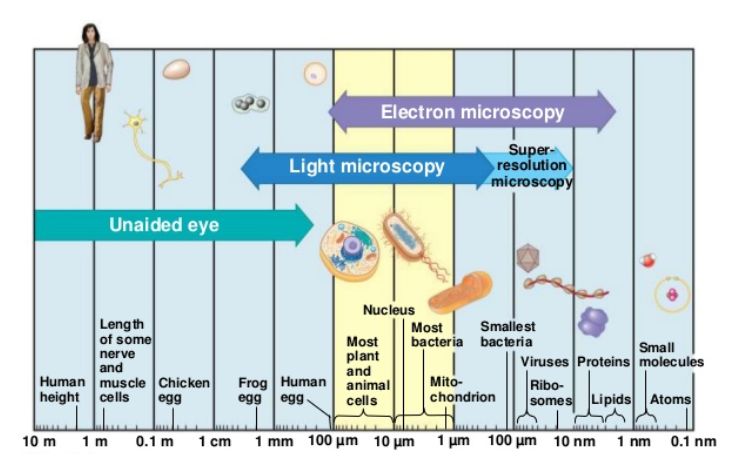 Electron microscopy
Light microscopy
Super-
resolution
microscopy
Unaided eye
Human
height
Length
of some
nerve
and
muscle
cells
Chicken
egg
Frog
egg
Human
egg
Most
plant
and
animal
cells
Nucleus
Most
bacteria
Mito-
chondrion
Smallest
bacteria
Viruses
Ribo-
somes
Proteins
Lipids
Small
molecules
Atoms
10 m 1 m 0.1 m 1 cm 1 mm 100 μm 10 μm 1 μm 100 μm 10 nm 1 nm 0.1 nm